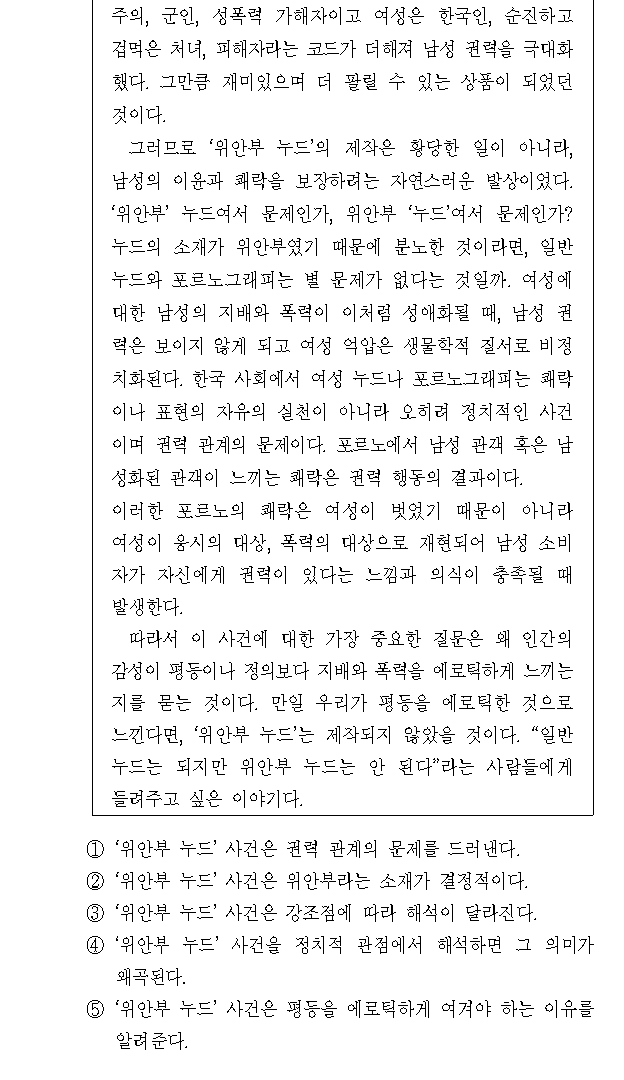 주의, 군인, 성폭력 가해자이고 여성은 한국인, 순진하고
겁먹은 처녀, 피해자라는 코드가 더해져 남성 권력을 극대화
했다. 그만큼 재미있으며 더 팔릴 수 있는 상품이 되었던
것이다.
그러므로 ‘위안부 누드’의 제작은 황당한 일이 아니라,
남성의 이윤과 쾌락을 보장하려는 자연스러운 발상이었다.
‘위안부’ 누드여서 문제인가, 위안부 ‘누드’여서 문제인가?
누드의 소재가 위안부였기 때문에 분노한 것이라면, 일반
누드와 포르노그래피는 별 문제가 없다는 것일까. 여성에
대한 남성의 지배와 폭력이 이처럼 성애화될 때, 남성 권
력은 보이지 않게 되고 여성 억압은 생물학적 질서로 비정
치화된다. 한국 사회에서 여성 누드나 포르노그래피는 쾌락
이나 표현의 자유의 실천이 아니라 오히려 정치적인 사건
이며 권력 관계의 문제이다. 포르노에서 남성 관객 혹은 남
성화된 관객이 느끼는 쾌락은 권력 행동의 결과이다.
이러한 포르노의 쾌락은 여성이 벗었기 때문이 아니라
여성이 응시의 대상, 폭력의 대상으로 재현되어 남성 소비
자가 자신에게 권력이 있다는 느낌과 의식이 충족될 때
발생한다.
따라서 이 사건에 대한 가장 중요한 질문은 왜 인간의
감성이 평등이나 정의보다 지배와 폭력을 에로틱하게 느끼는
지를 묻는 것이다. 만일 우리가 평등을 에로틱한 것으로
느낀다면, ‘위안부 누드’는 제작되지 않았을 것이다. “일반
누드는 되지만 위안부 누드는 안 된다”라는 사람들에게
들려주고 싶은 이야기다.
① ‘위안부 누드’ 사건은 권력 관계의 문제를 드러낸다.
② ‘위안부 누드’ 사건은 위안부라는 소재가 결정적이다.
③ ‘위안부 누드’ 사건은 강조점에 따라 해석이 달라진다.
④ ‘위안부 누드’ 사건을 정치적 관점에서 해석하면 그 의미가
왜곡된다.
⑤ ‘위안부 누드’ 사건은 평등을 에로틱하게 여겨야 하는 이유를
알려준다.